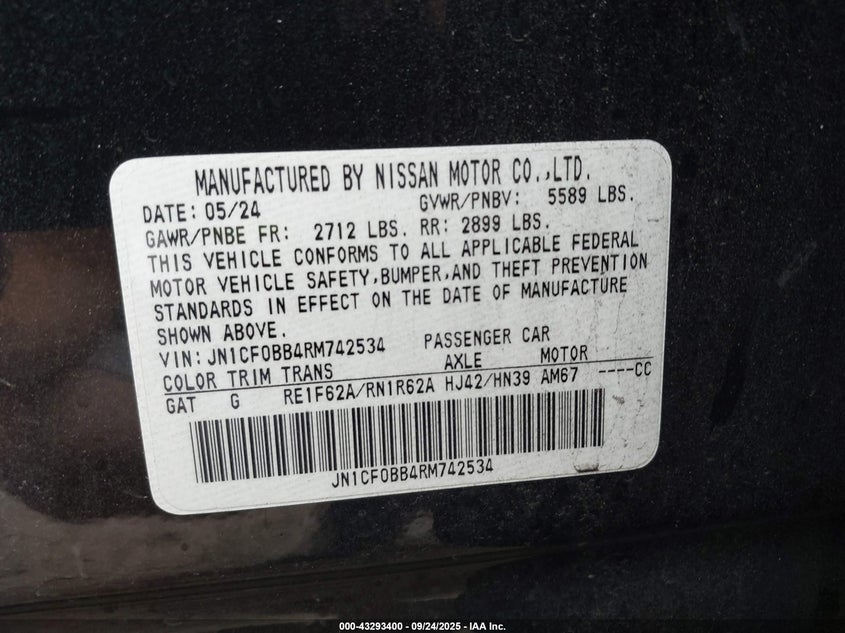 MANUFACTURED BY NISSAN MOTOR CO.,LTD.
DATE: 05/24 GVWR/PNBV: 5589 LBS.
GAWR/PNBE FR: 2712 LBS. RR: 2899 LBS.
THIS VEHICLE CONFORMS TO ALL APPLICABLE FEDERAL
MOTOR VEHICLE SAFETY,BUMPER,AND THEFT PREVENTION
STANDARDS IN EFFECT ON THE DATE OF MANUFACTURE
SHOWN ABOVE.
VIN: JN1CF0BB4RM742534 PASSENGER CAR
COLOR TRIM TRANS AXLE MOTOR
GAT G RE1F62A/RN1R62A HJ42/HN39 AM67 ----CC
JN1CF0BB4RM742534
000-43293400 - 09/24/2025 - IAA Inc.